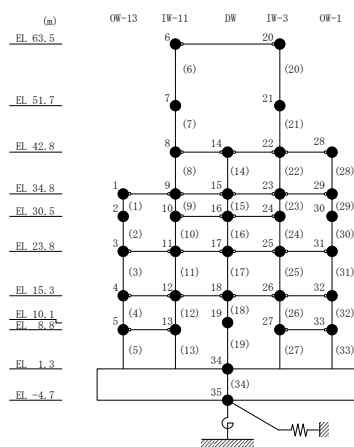 (m) OW-13 IW-11 DW IW-3 OW-1
EL 63.5 6 20
(6) (20)
EL 51.7 7 21
(7) (21)
EL 42.8 8 14 22 28
(8) (14) (22) (28)
EL 34.8 1 9 15 23 29
(1) (9) (15) (23) (29)
EL 30.5 2 10 16 24 30
(2) (10) (16) (24) (30)
EL 23.8 3 11 17 25 31
(3) (11) (17) (25) (31)
EL 15.3 4 12 18 26 32
(4) (12) (18) (26) (32)
EL 10.1 19
EL 8.8 5 13 27 33
(5) (13) (19) (27) (33)
EL 1.3 34
(34)
EL -4.7 35